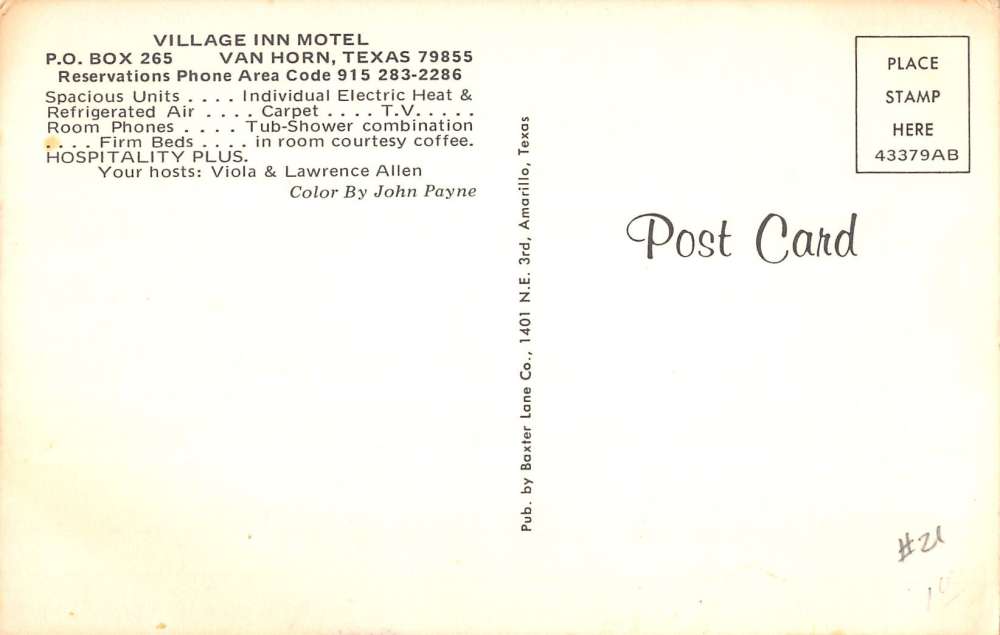 VILLAGE INN MOTEL
P.O. BOX 265 VAN HORN, TEXAS 79855
Reservations Phone Area Code 915 283-2286
Spacious Units . . . . Individual Electric Heat &
Refrigerated Air . . . . Carpet . . . . T.V. . . . .
Room Phones . . . . Tub-Shower combination
. . . . Firm Beds . . . . in room courtesy coffee.
HOSPITALITY PLUS.
Your hosts: Viola & Lawrence Allen
Color By John Payne
Pub. by Baxter Lane Co., 1401 N.E. 3rd, Amarillo, Texas
PLACE
STAMP
HERE
43379AB
Post Card
#21